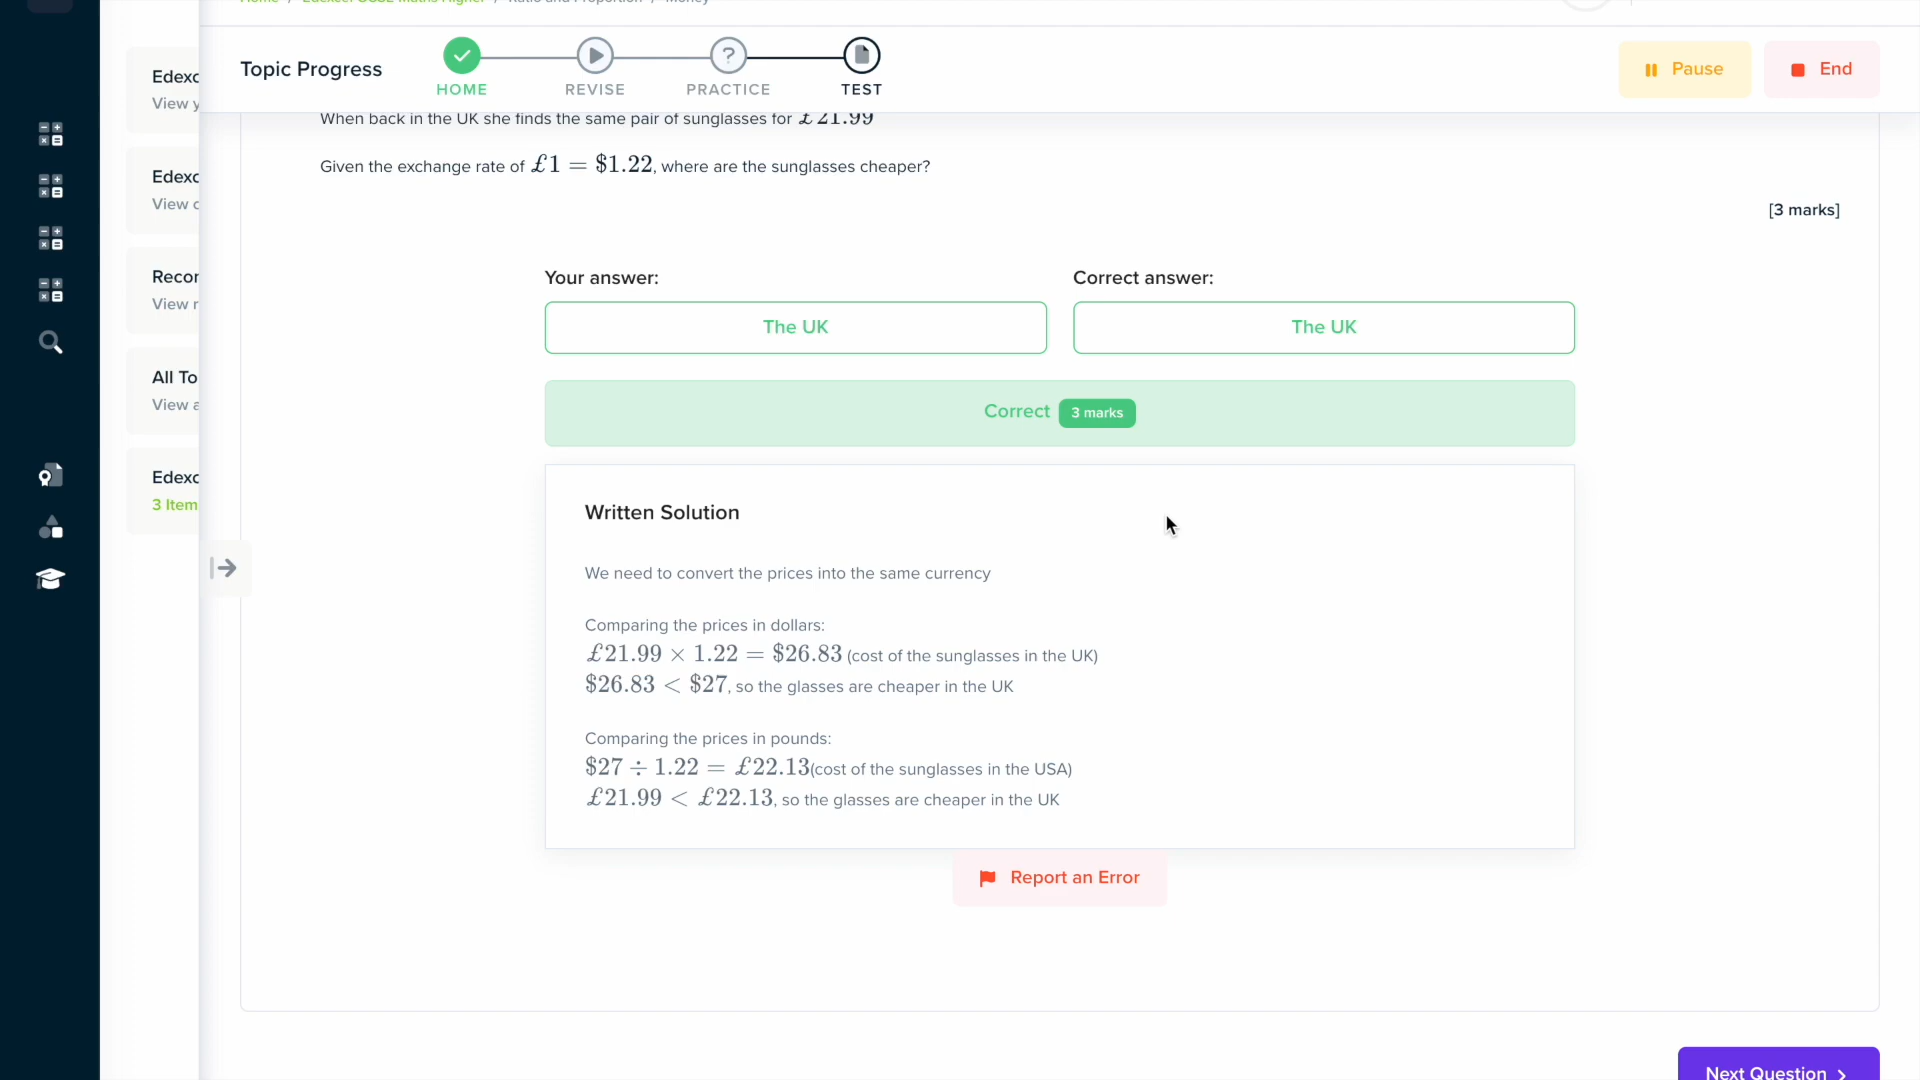 Topic Progress
HOME
REVISE
PRACTICE
TEST
Pause
End
When back in the UK she finds the same pair of sunglasses for £21.99
Given the exchange rate of £1 = $1.22, where are the sunglasses cheaper?
[3 marks]
Edexc
View y
Edexc
View c
Recor
View r
All To
View a
Edexc
3 Item
Your answer:
Correct answer:
The UK
The UK
Correct 3 marks
Written Solution
We need to convert the prices into the same currency
Comparing the prices in dollars:
£21.99 × 1.22 = $26.83 (cost of the sunglasses in the UK)
$26.83 < $27, so the glasses are cheaper in the UK
Comparing the prices in pounds:
$27 ÷ 1.22 = £22.13(cost of the sunglasses in the USA)
£21.99 < £22.13, so the glasses are cheaper in the UK
Report an Error
Next Question